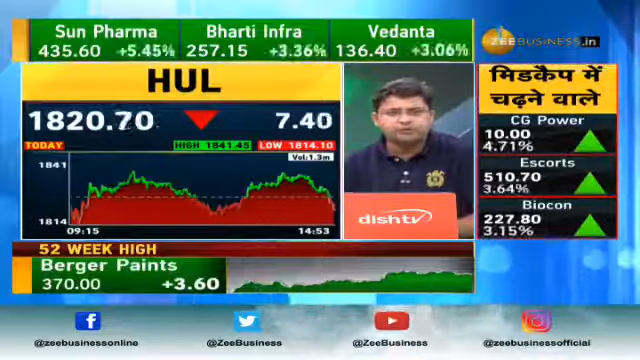 Sun Pharma
435.60 +5.45%
Bharti Infra
257.15 +3.36%
Vedanta
136.40 +3.06%
ZEEBUSINESS.in
HUL
1820.70 7.40
TODAY HIGH 1841.45 LOW 1814.10
Vol:1.3m
1841
1814
09:15 14:53
dishtv
मिडकैप में
चढ़ने वाले
CG Power
10.00
4.71%
Escorts
510.70
3.64%
Biocon
227.80
3.15%
52 WEEK HIGH
Berger Paints
370.00 +3.60
@zeebusinessonline
@ZeeBusiness
@ZeeBusiness
@zeebusinessofficial